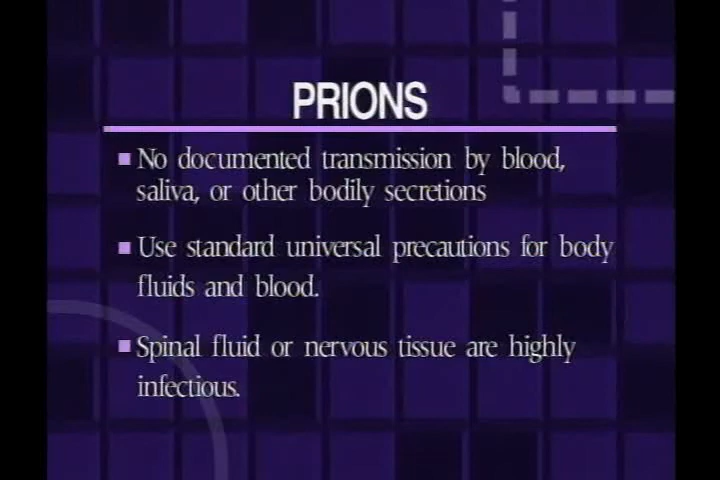 PRIONS
No documented transmission by blood,
saliva, or other bodily secretions
Use standard universal precautions for body
fluids and blood.
Spinal fluid or nervous tissue are highly
infectious.